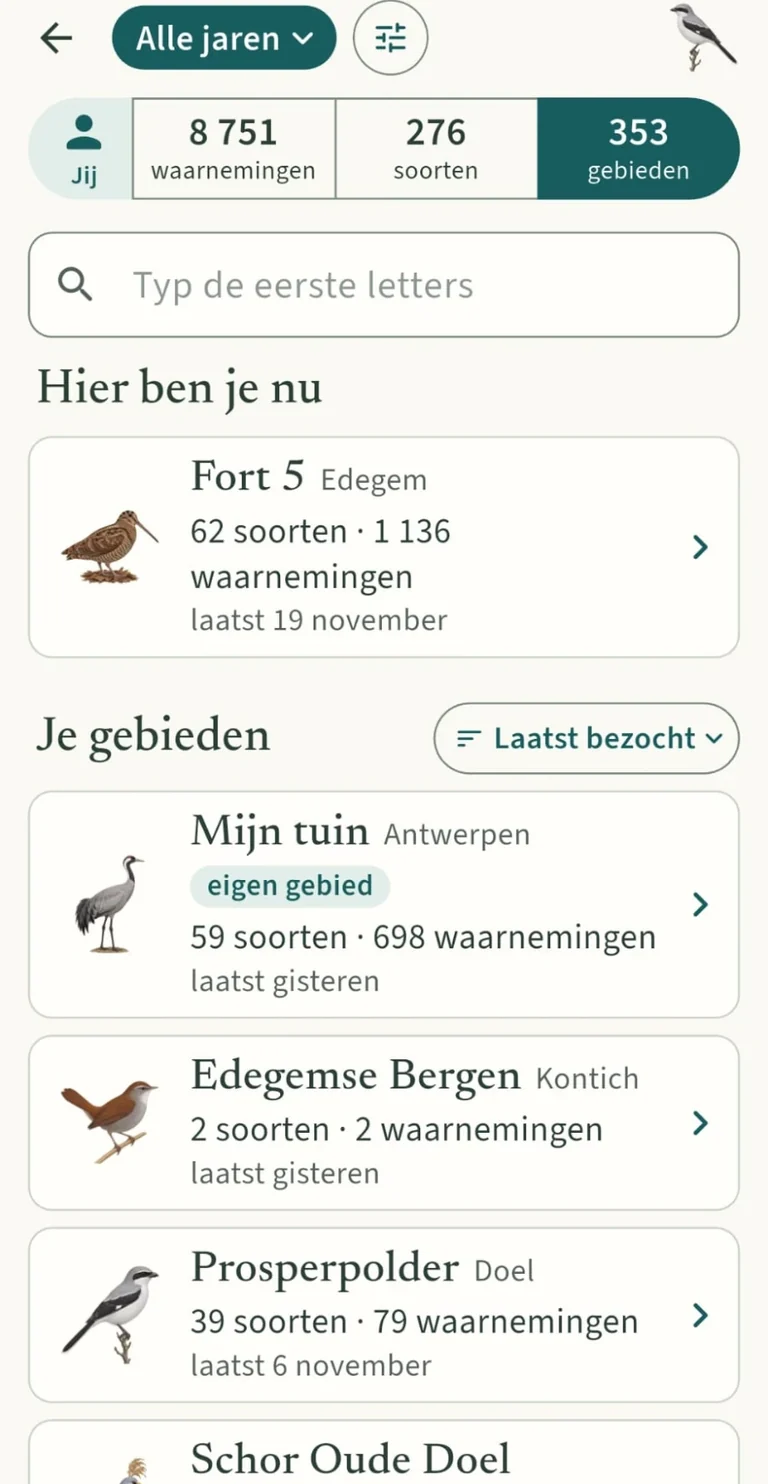 Alle jaren
Jij
8 751
waarnemingen
276
soorten
353
gebieden
Typ de eerste letters
Hier ben je nu
Fort 5 Edegem
62 soorten · 1 136
waarnemingen
laatst 19 november
Je gebieden
Laatst bezocht
Mijn tuin Antwerpen
eigen gebied
59 soorten · 698 waarnemingen
laatst gisteren
Edegemse Bergen Kontich
2 soorten · 2 waarnemingen
laatst gisteren
Prosperpolder Doel
39 soorten · 79 waarnemingen
laatst 6 november
Schor Oude Doel